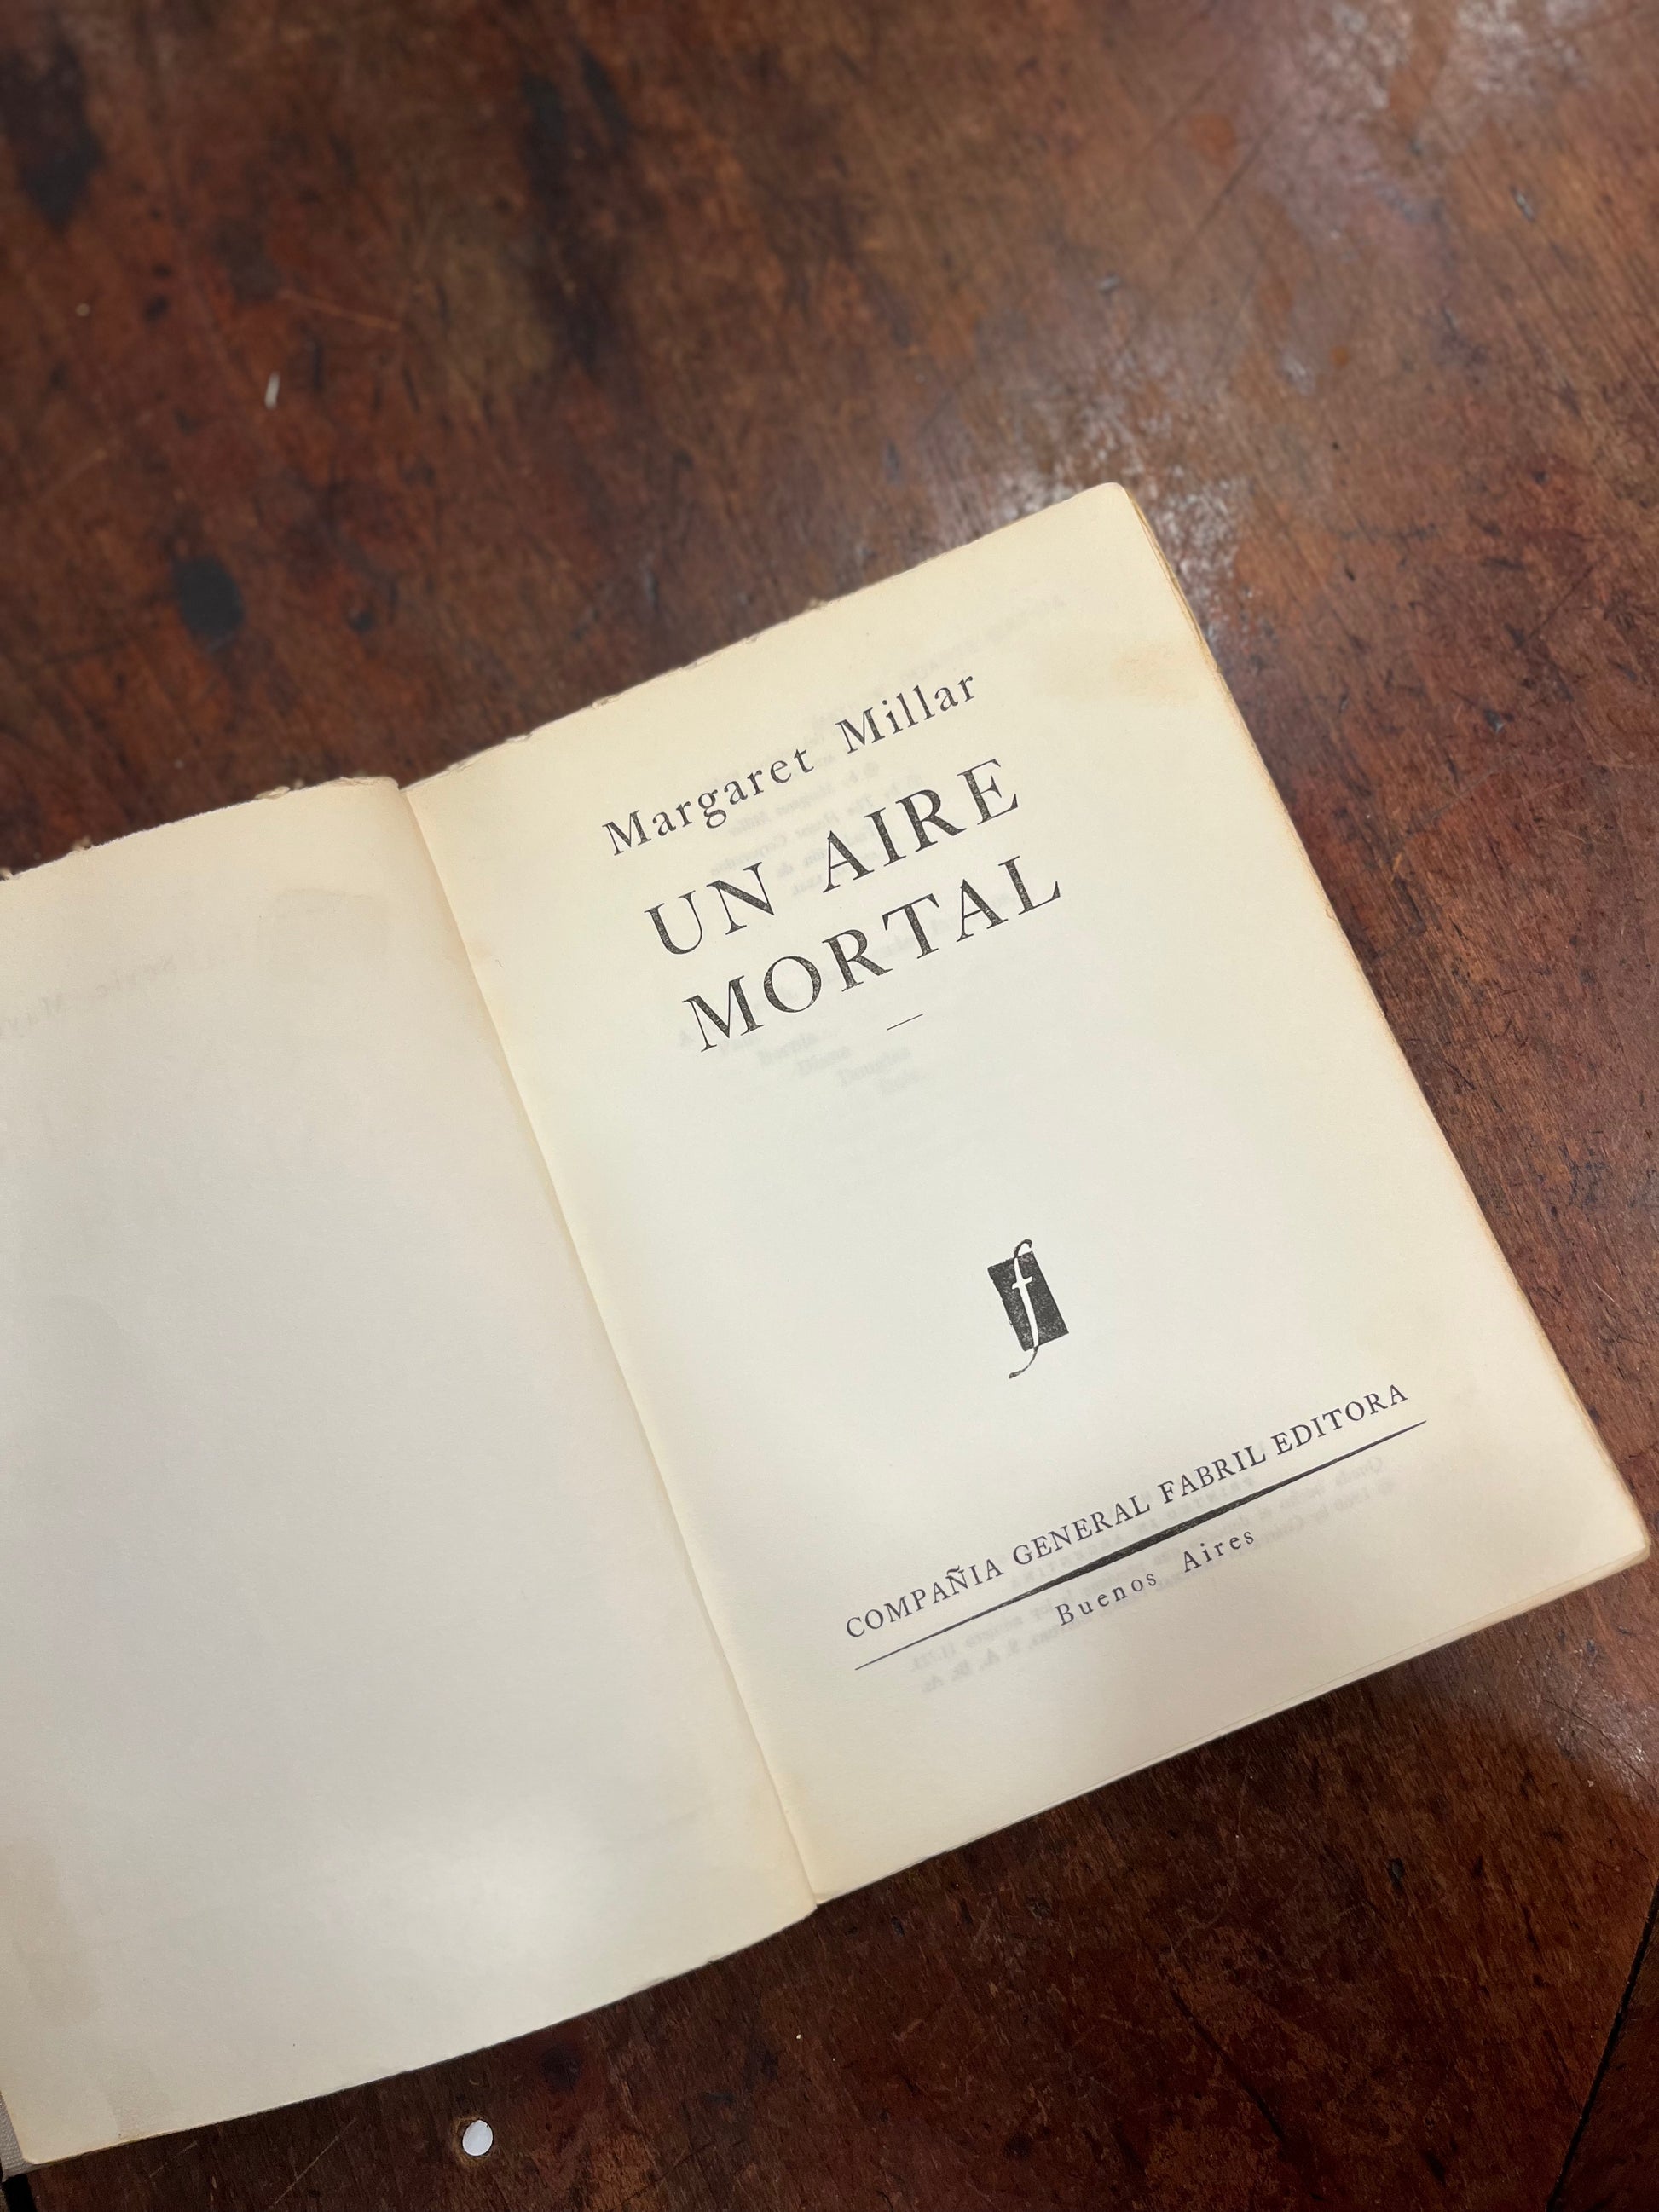 Margaret Millar
UN AIRE
MORTAL
f
COMPAÑIA GENERAL FABRIL EDITORA
Buenos Aires